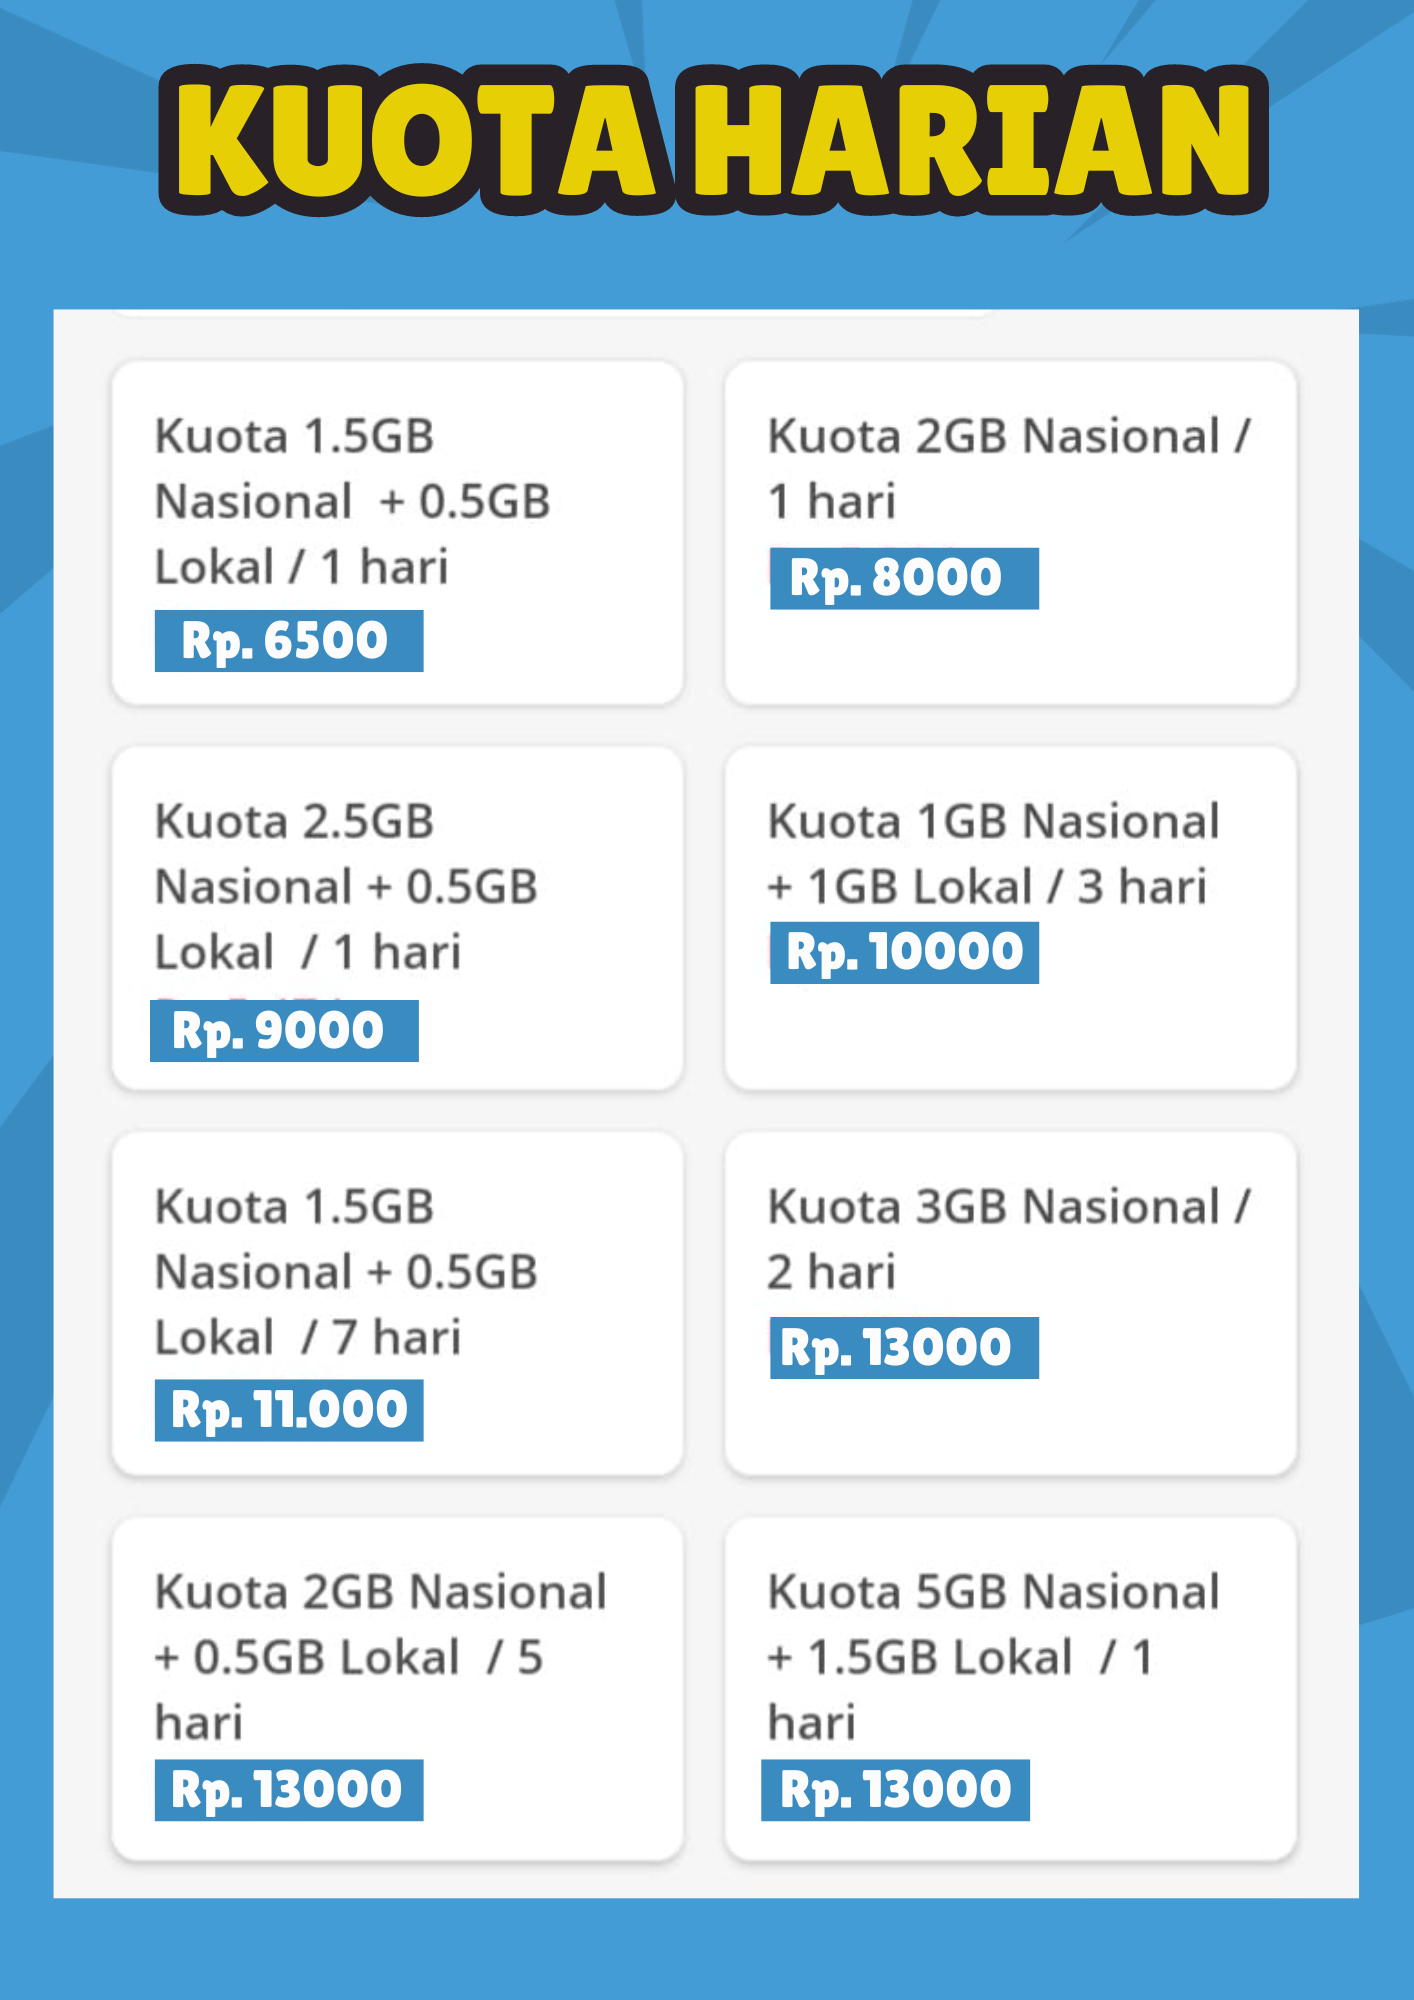 KUOTA HARIAN
Kuota 1.5GB
Nasional + 0.5GB
Lokal / 1 hari
Rp. 6500
Kuota 2GB Nasional /
1 hari
Rp. 8000
Kuota 2.5GB
Nasional + 0.5GB
Lokal / 1 hari
Rp. 9000
Kuota 1GB Nasional
+ 1GB Lokal / 3 hari
Rp. 10000
Kuota 1.5GB
Nasional + 0.5GB
Lokal / 7 hari
Rp. 11.000
Kuota 3GB Nasional /
2 hari
Rp. 13000
Kuota 2GB Nasional
+ 0.5GB Lokal / 5
hari
Rp. 13000
Kuota 5GB Nasional
+ 1.5GB Lokal / 1
hari
Rp. 13000